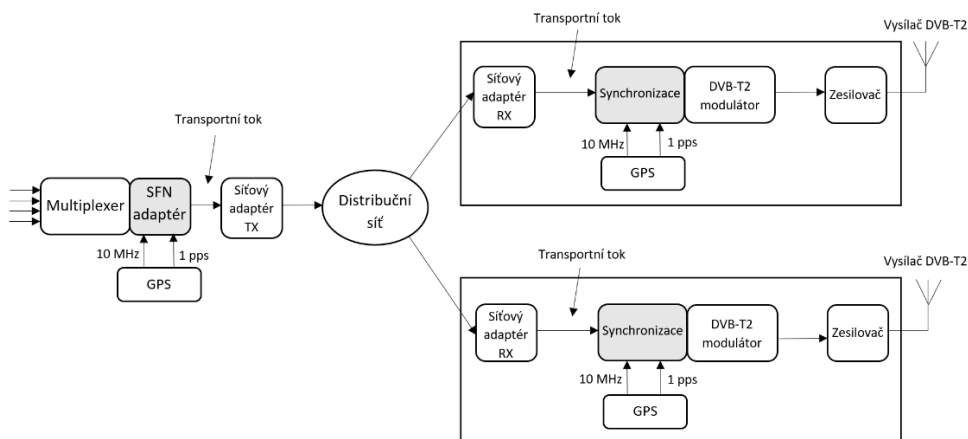 Transportní tok
Vysílač DVB-T2
Síťový
adaptér
RX
Synchronizace
DVB-T2
modulátor
Zesilovač
10 MHz
1 pps
GPS
Transportní tok
Multiplexer
SFN
adaptér
Síťový
adaptér
TX
Distribuční
síť
10 MHz
1 pps
GPS
Transportní tok
Vysílač DVB-T2
Síťový
adaptér
RX
Synchronizace
DVB-T2
modulátor
Zesilovač
10 MHz
1 pps
GPS